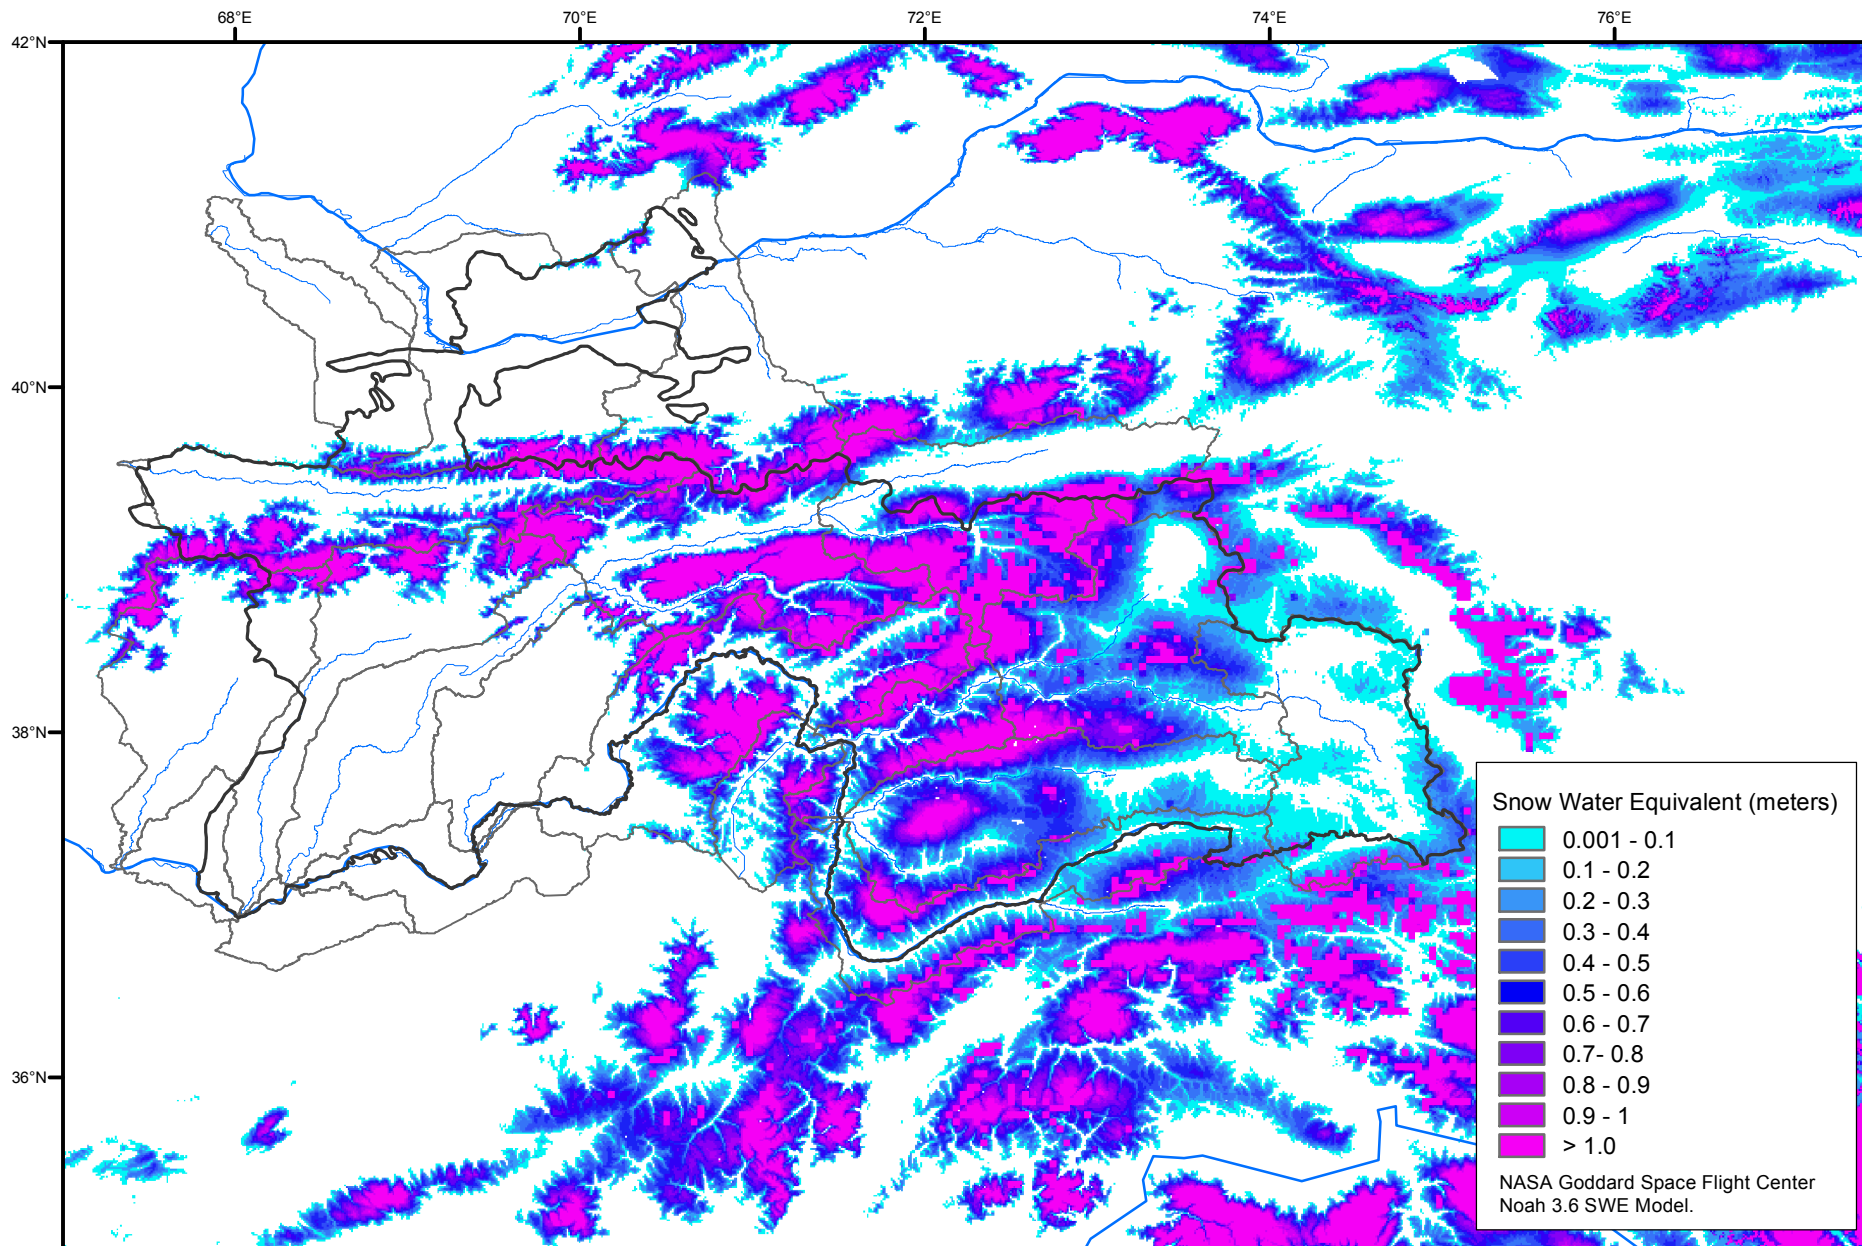 68°E
70°E
72°E
74°E
76°E
42°N
40°N
38°N
36°N
Snow Water Equivalent (meters)
0.001 - 0.1
0.1 - 0.2
0.2 - 0.3
0.3 - 0.4
0.4 - 0.5
0.5 - 0.6
0.6 - 0.7
0.7- 0.8
0.8 - 0.9
0.9 - 1
> 1.0
NASA Goddard Space Flight Center
Noah 3.6 SWE Model.